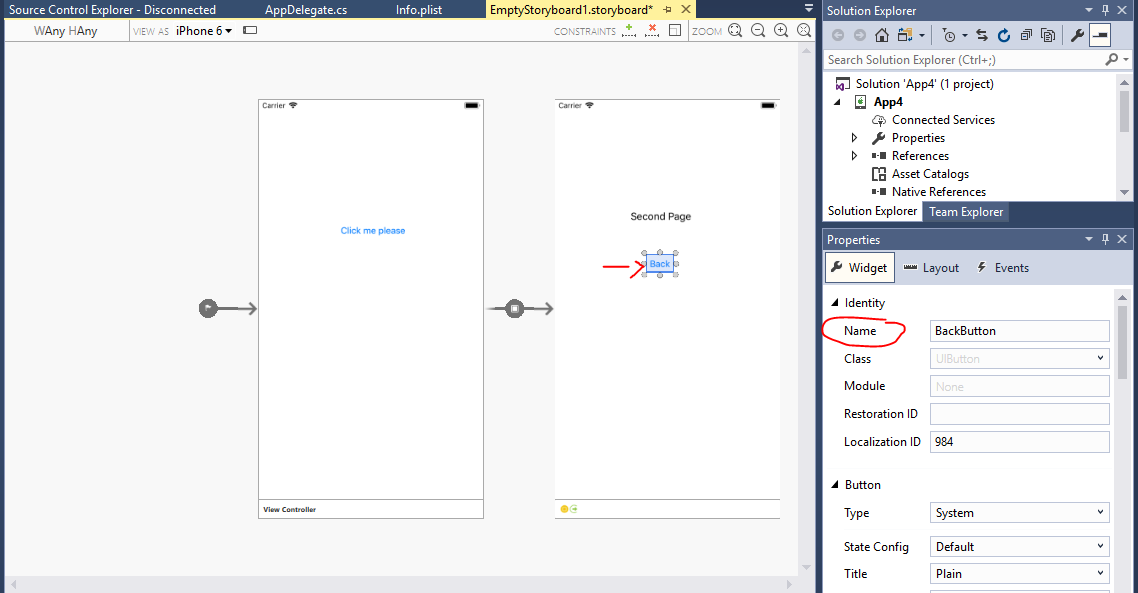 Source Control Explorer - Disconnected
AppDelegate.cs
Info.plist
EmptyStoryboard1.storyboard*
WAny HAny
VIEW AS iPhone 6
CONSTRAINTS
ZOOM
Carrier
Click me please
View Controller
Carrier
Second Page
Back
Solution Explorer
Search Solution Explorer (Ctrl+;)
Solution 'App4' (1 project)
App4
Connected Services
Properties
References
Asset Catalogs
Native References
Solution Explorer
Team Explorer
Properties
Widget
Layout
Events
Identity
Name BackButton
Class UIButton
Module None
Restoration ID
Localization ID 984
Button
Type System
State Config Default
Title Plain